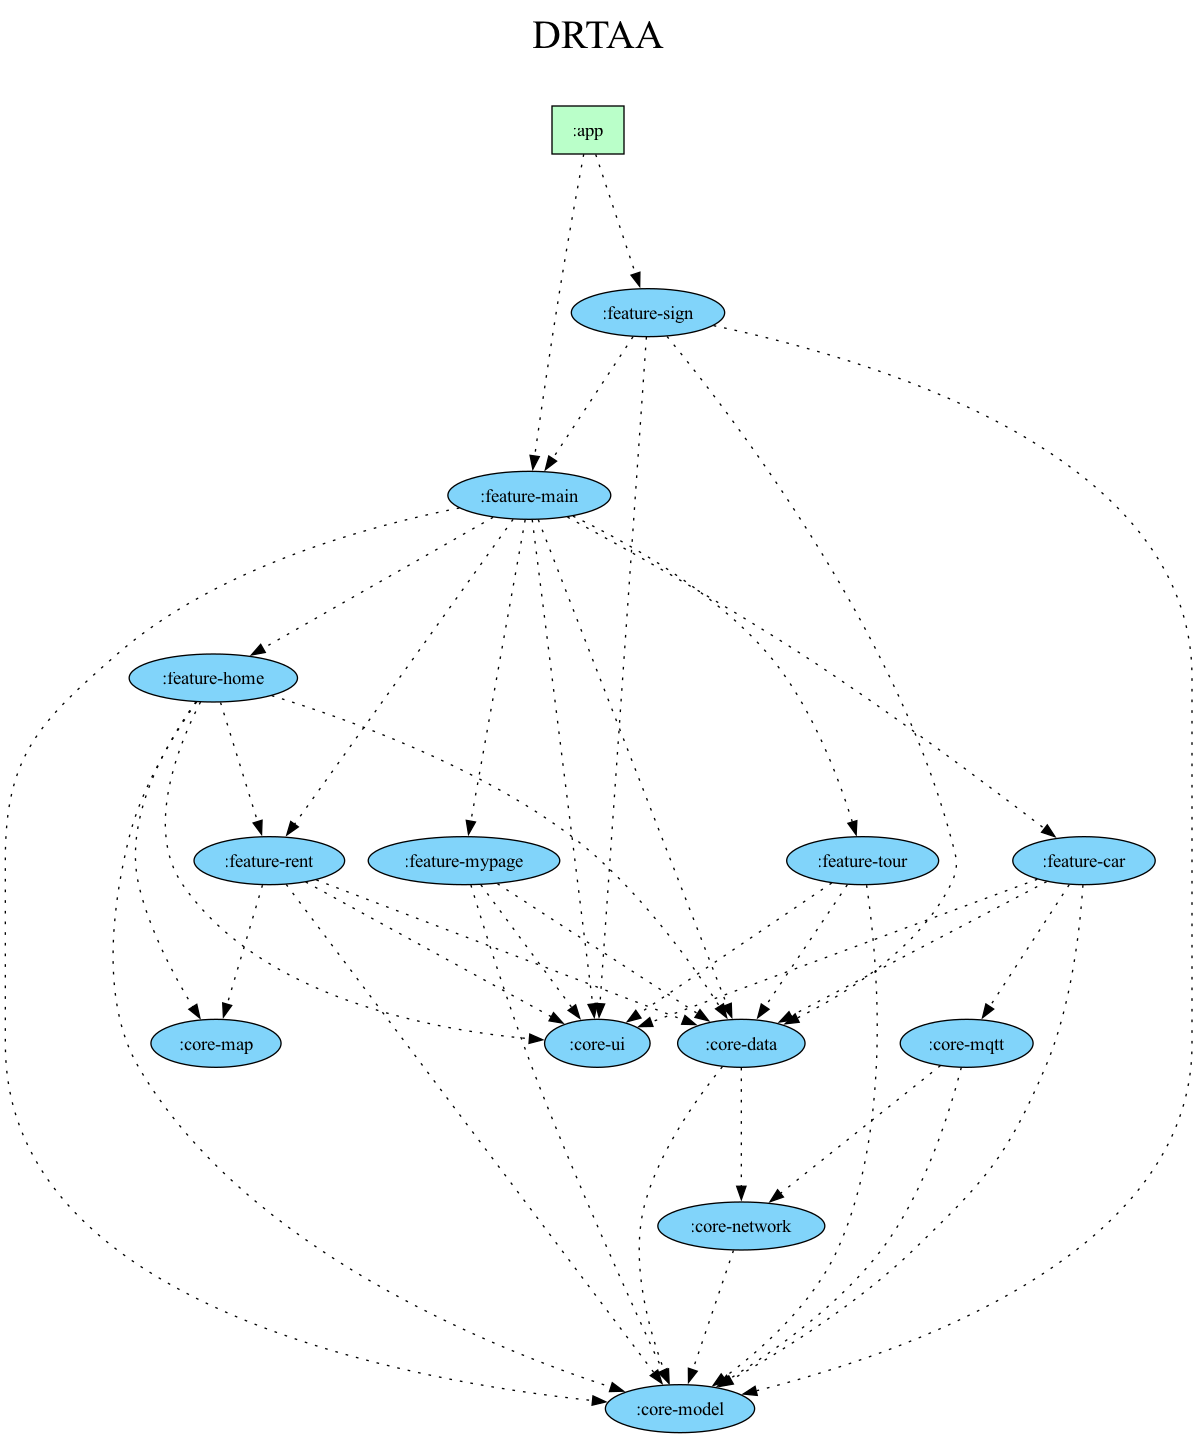 DRTAA
:app
:feature-sign
:feature-main
:feature-home
:feature-rent
:feature-mypage
:feature-tour
:feature-car
:core-map
:core-ui
:core-data
:core-mqtt
:core-network
:core-model